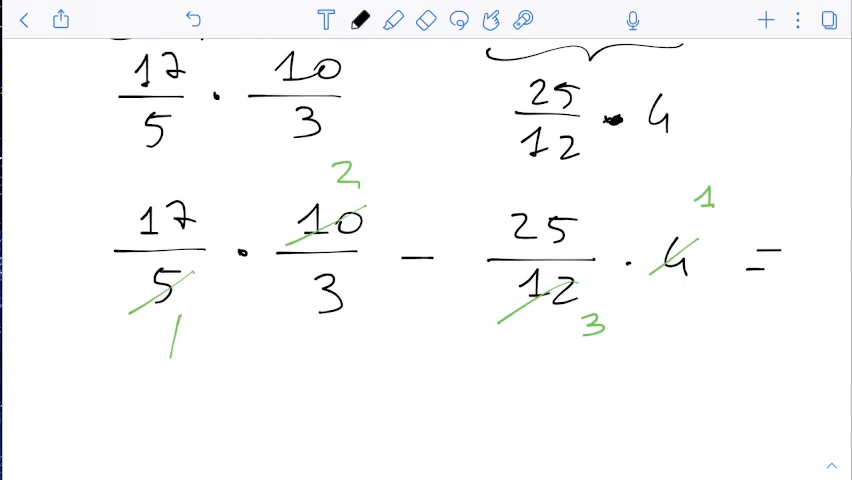 17/5 · 10/3
25/12 · 4
2
1
17/5 · 10/3 - 25/12 · 4 =
1
3